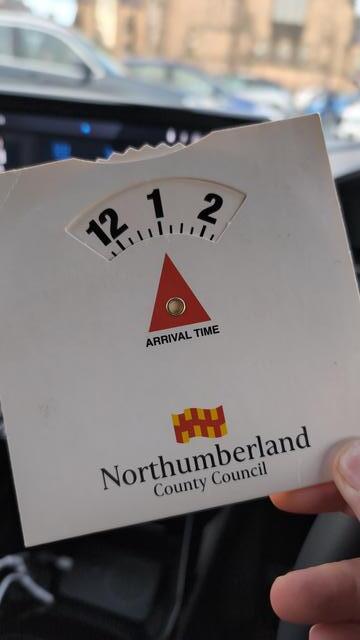 12 1 2
ARRIVAL TIME
Northumberland
County Council